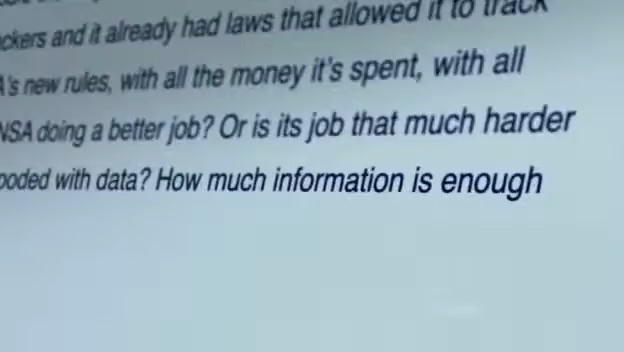 and it already had laws that allowed it to track
new rules, with all the money it's spent, with all
NSA doing a better job? Or is its job that much harder
with data? How much information is enough